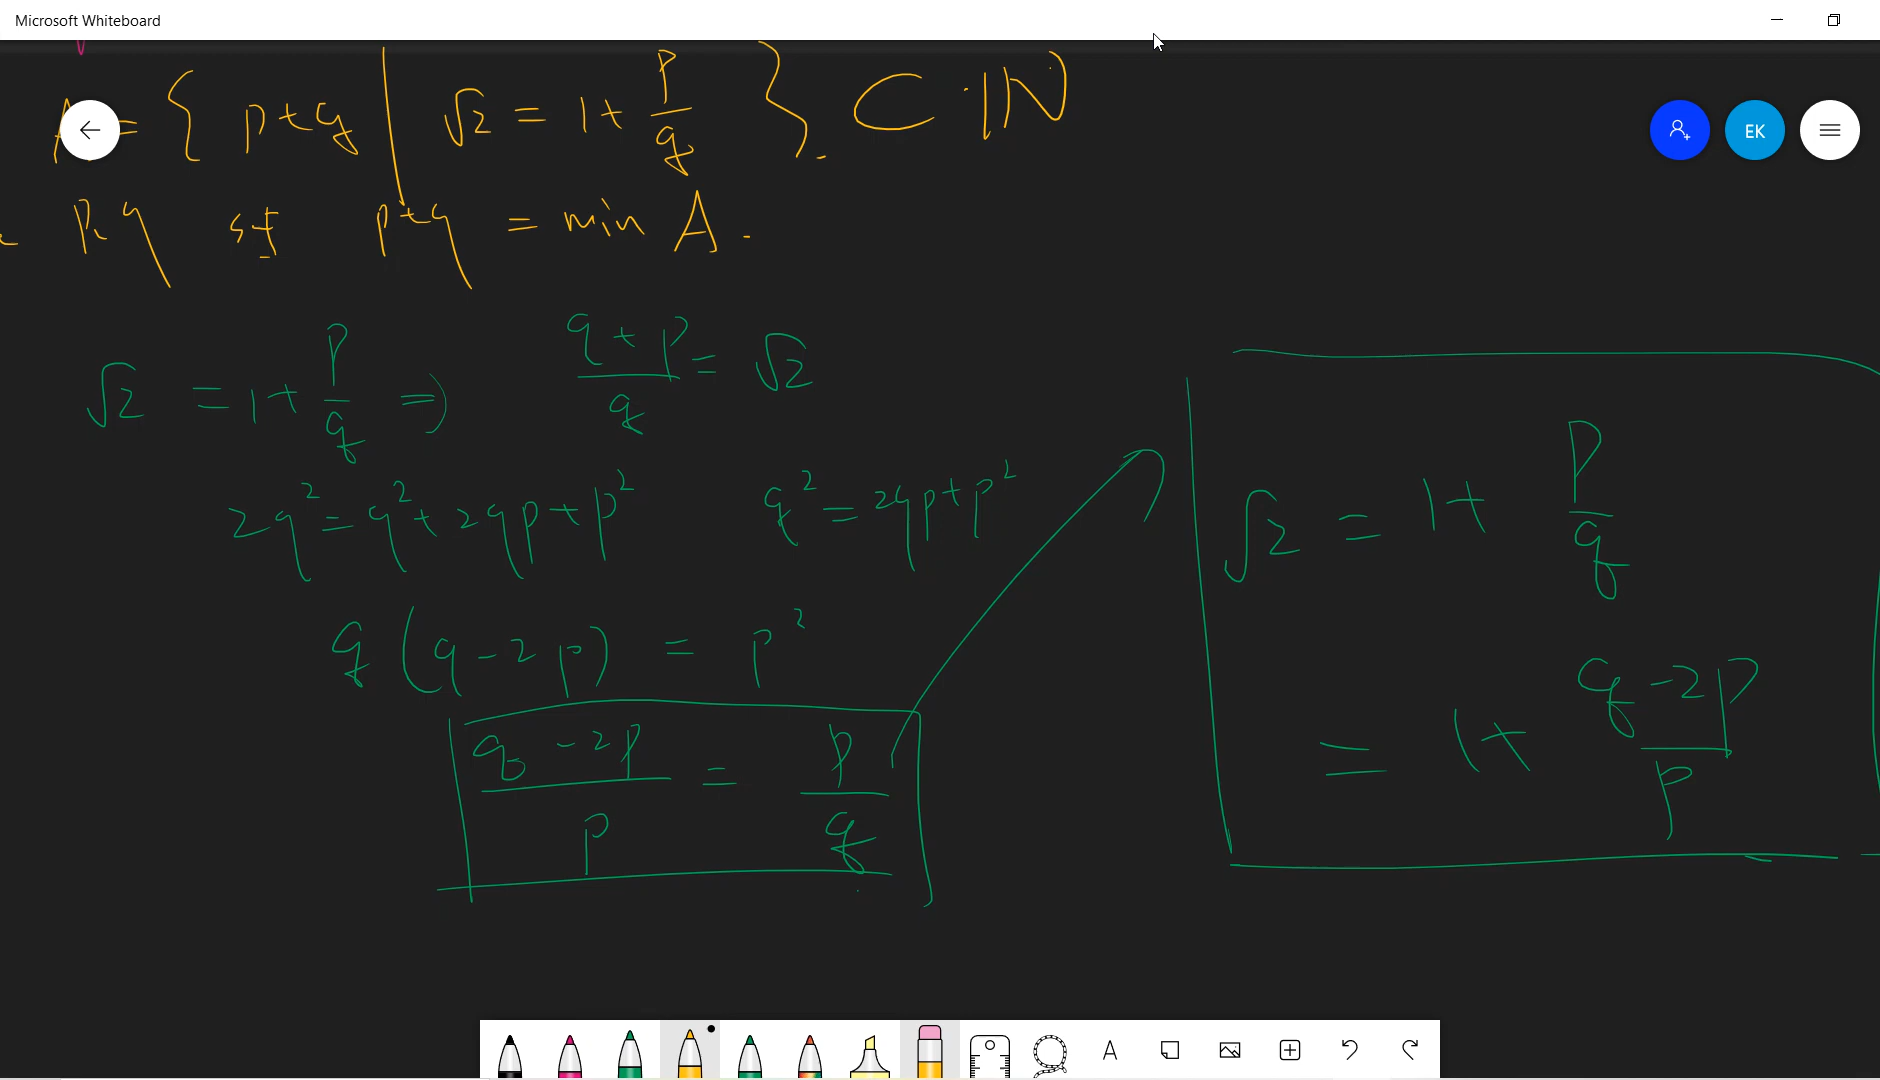 Microsoft Whiteboard
= { p+q | √2 = 1+ p/q }. ⊂ ℕ
p, q st p+q = min A.
√2 = 1+ p/q ⇒ (q+p)/q = √2
2q² = q² + 2qp + p² q² = 2qp + p²
q (q-2p) = p²
(q-2p)/p = p/q
√2 = 1+ p/q
= 1+ (q-2p)/p
EK
A